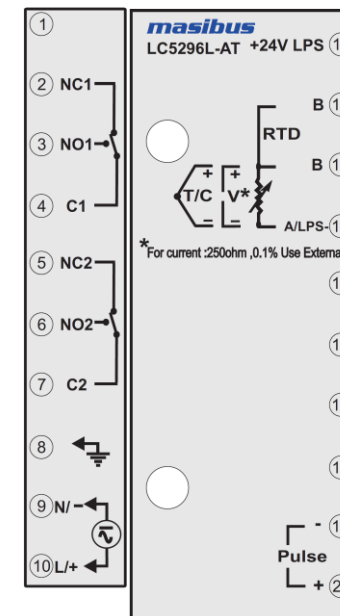 1
2 NC1
3 NO1
4 C1
5 NC2
6 NO2
7 C2
8
9 N/ -
10 L/+
masibus
LC5296L-AT +24V LPS
B
RTD
B
+ +
T/C V*
- -
A/LPS-
*For current :250ohm ,0.1% Use
-
Pulse
+